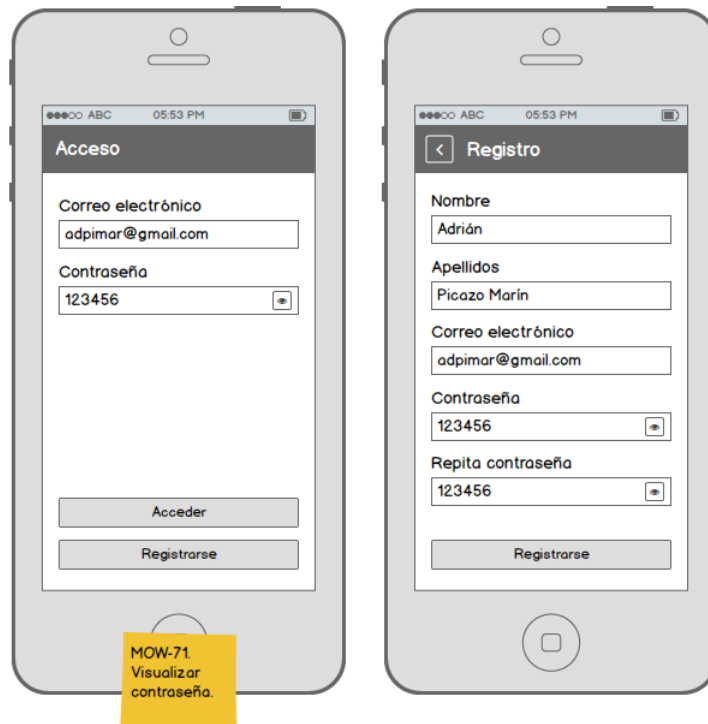 ABC 05:53 PM
Acceso
Correo electrónico
adpimar@gmail.com
Contraseña
123456
Acceder
Registrarse
MOW-71.
Visualizar
contraseña.
ABC 05:53 PM
Registro
Nombre
Adrián
Apellidos
Picazo Marín
Correo electrónico
adpimar@gmail.com
Contraseña
123456
Repita contraseña
123456
Registrarse